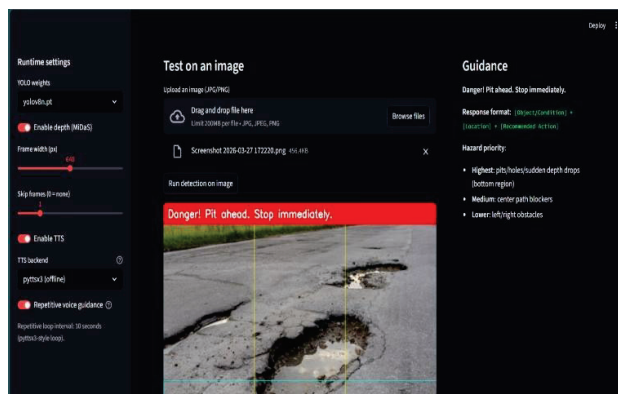 Deploy
Runtime settings
YOLO weights
yolov8n.pt
Enable depth (MiDaS)
Frame width (px)
640
Skip frames (0 = none)
1
Enable TTS
TTS backend
pyttsx3 (offline)
Repetitive voice guidance
Repetitive loop interval: 10 seconds
(pyttsx3-style loop).
Test on an image
Upload an image (JPG/PNG)
Drag and drop file here
Limit 200MB per file • JPG, JPEG, PNG
Browse files
Screenshot 2026-03-27 172220.png 456.4KB
X
Run detection on image
Danger! Pit ahead. Stop immediately.
Guidance
Danger! Pit ahead. Stop immediately.
Response format: [Object/Condition] +
[Location] + [Recommended Action]
Hazard priority:
• Highest: pits/holes/sudden depth drops
(bottom region)
• Medium: center path blockers
• Lower: left/right obstacles